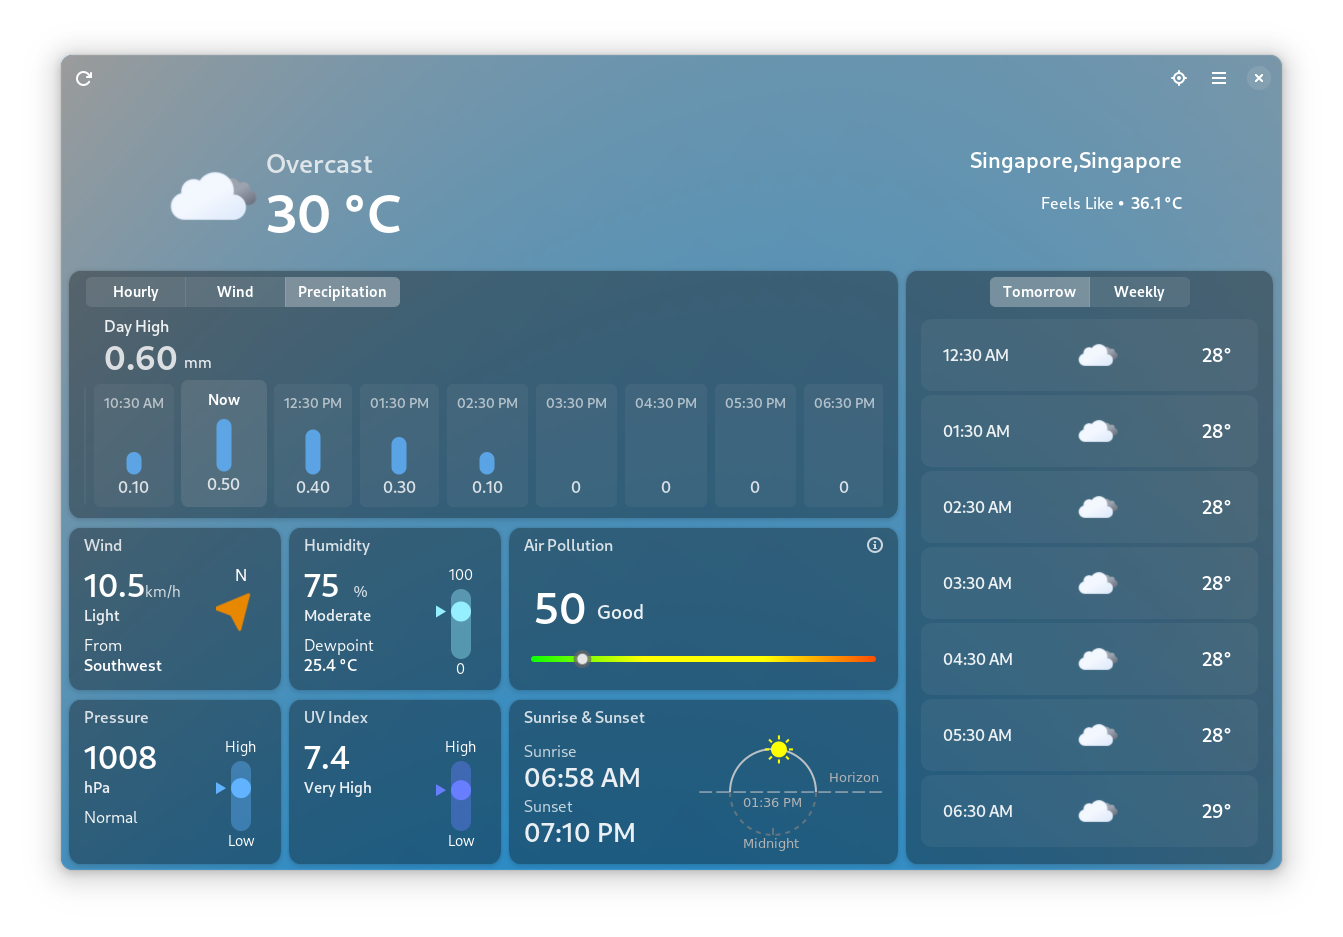 Overcast
30 °C
Singapore,Singapore
Feels Like • 36.1 °C
Hourly Wind Precipitation
Day High
0.60 mm
10:30 AM Now 12:30 PM 01:30 PM 02:30 PM 03:30 PM 04:30 PM 05:30 PM 06:30 PM
0.10 0.50 0.40 0.30 0.10 0 0 0 0
Tomorrow Weekly
12:30 AM 28°
01:30 AM 28°
02:30 AM 28°
03:30 AM 28°
04:30 AM 28°
05:30 AM 28°
06:30 AM 29°
Wind
10.5km/h
Light
From
Southwest
N
Humidity
75 %
Moderate
Dewpoint
25.4 °C
100
0
Air Pollution
50 Good
Pressure
1008
hPa
Normal
High
Low
UV Index
7.4
Very High
High
Low
Sunrise & Sunset
Sunrise
06:58 AM
Sunset
07:10 PM
Horizon
01:36 PM
Midnight